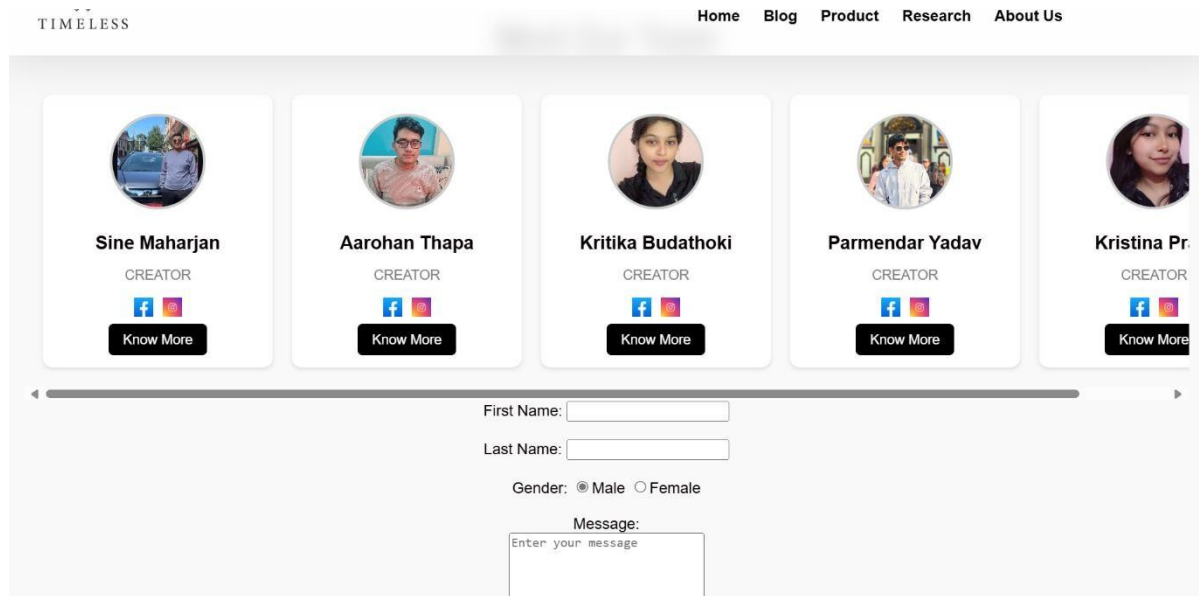 TIMELESS
Home Blog Product Research About Us
Sine Maharjan
CREATOR
Know More
Aarohan Thapa
CREATOR
Know More
Kritika Budathoki
CREATOR
Know More
Parmendar Yadav
CREATOR
Know More
Kristina
CREATOR
Know More
First Name:
Last Name:
Gender: Male Female
Message:
Enter your message